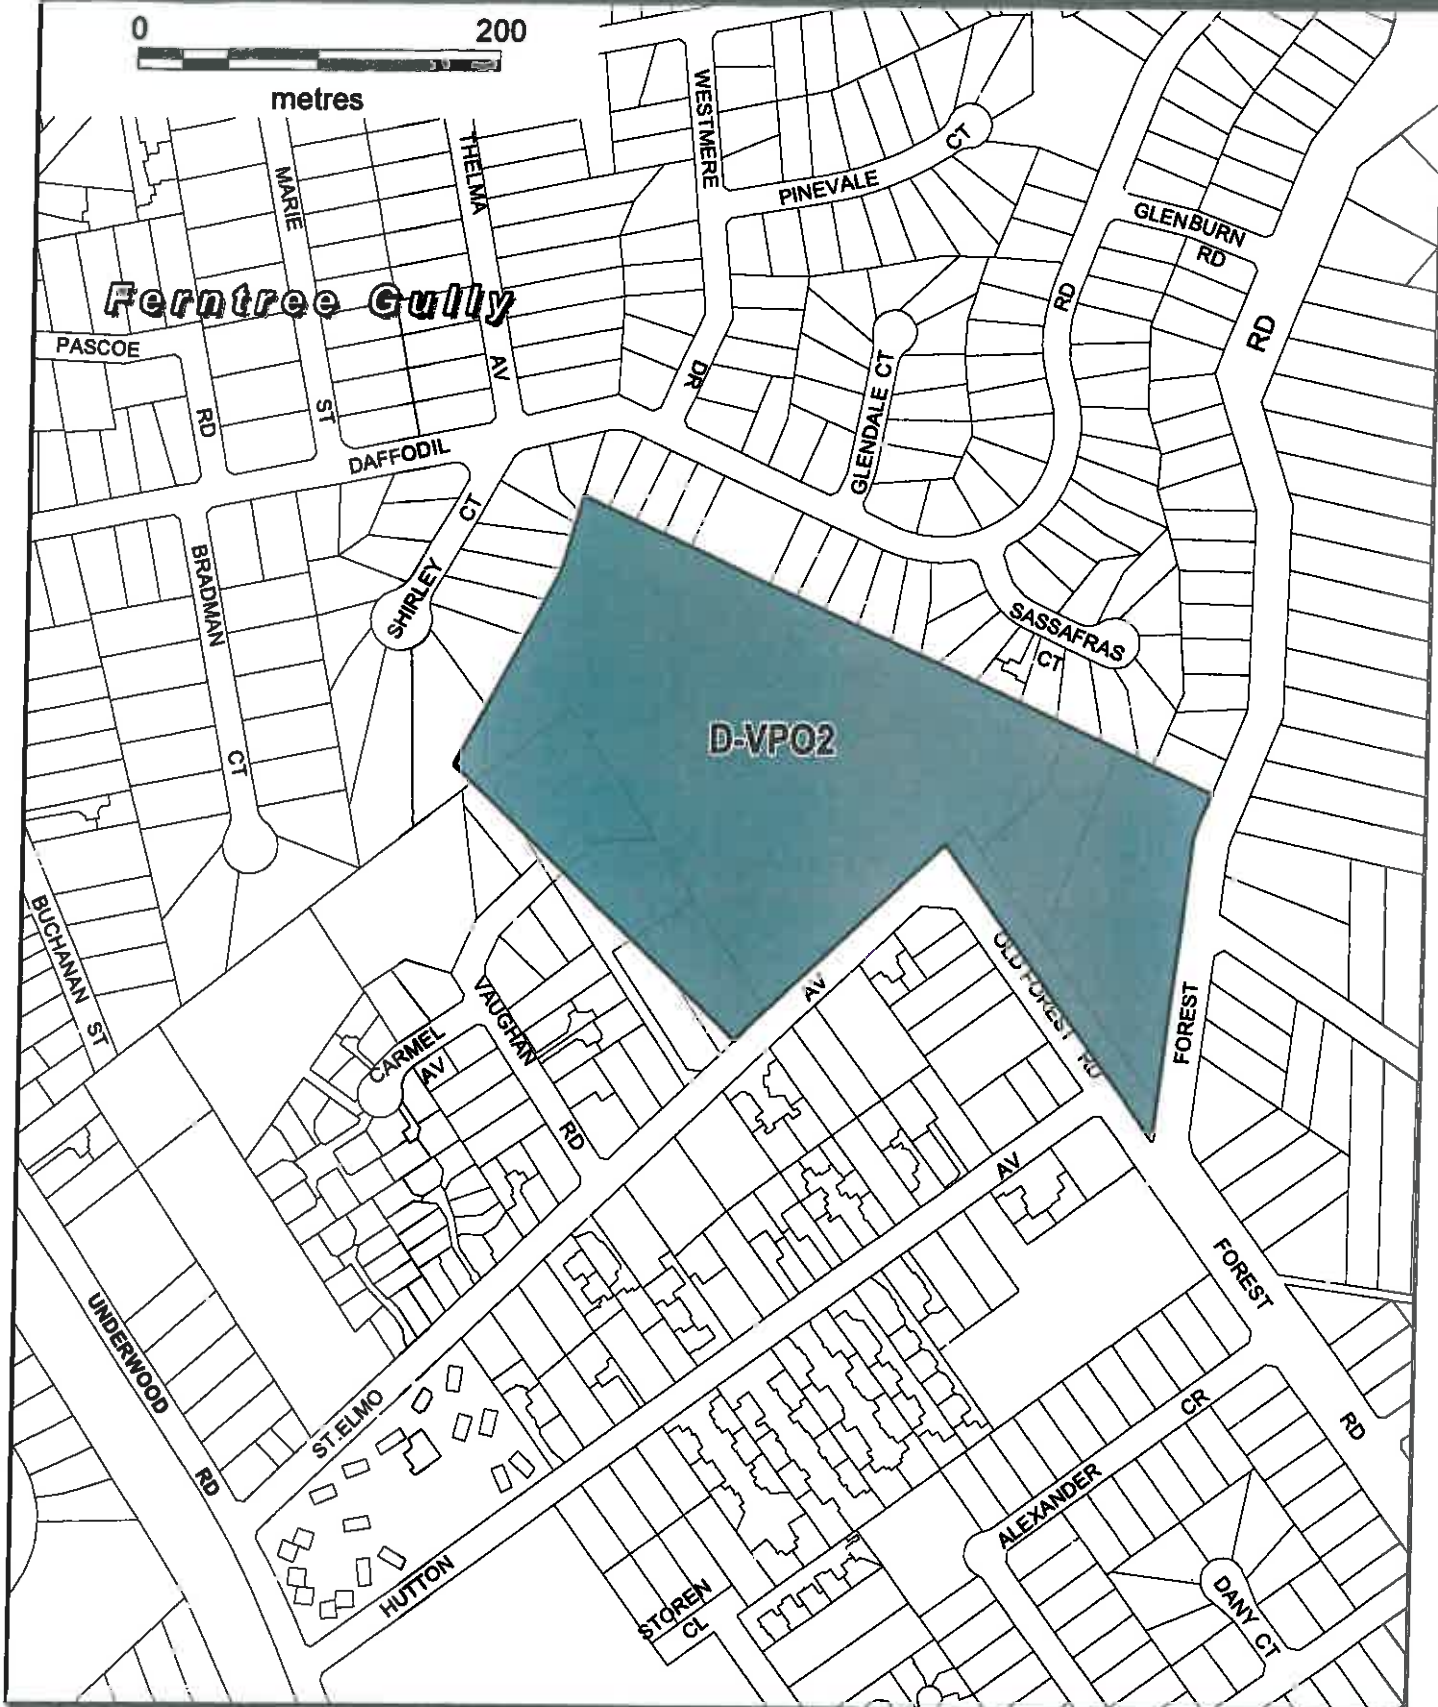 0 200
metres
WESTMERE
CT
PINEVALE
MARIE
THELMA
GLENBURN
RD
Ferntree Gully
RD
RD
PASCOE
AV
DR
GLENDALE CT
RD
ST
DAFFODIL
CT
BRADMAN
SHIRLEY
SASSAFRAS
CT
D-VPO2
CT
BUCHANAN
ST
OLD FOREST RD
AV
VAUGHAN
FOREST
CARMEL
AV
RD
AV
FOREST
UNDERWOOD
ST.ELMO
CR
RD
RD
ALEXANDER
HUTTON
STOREN
CL
DANY CT